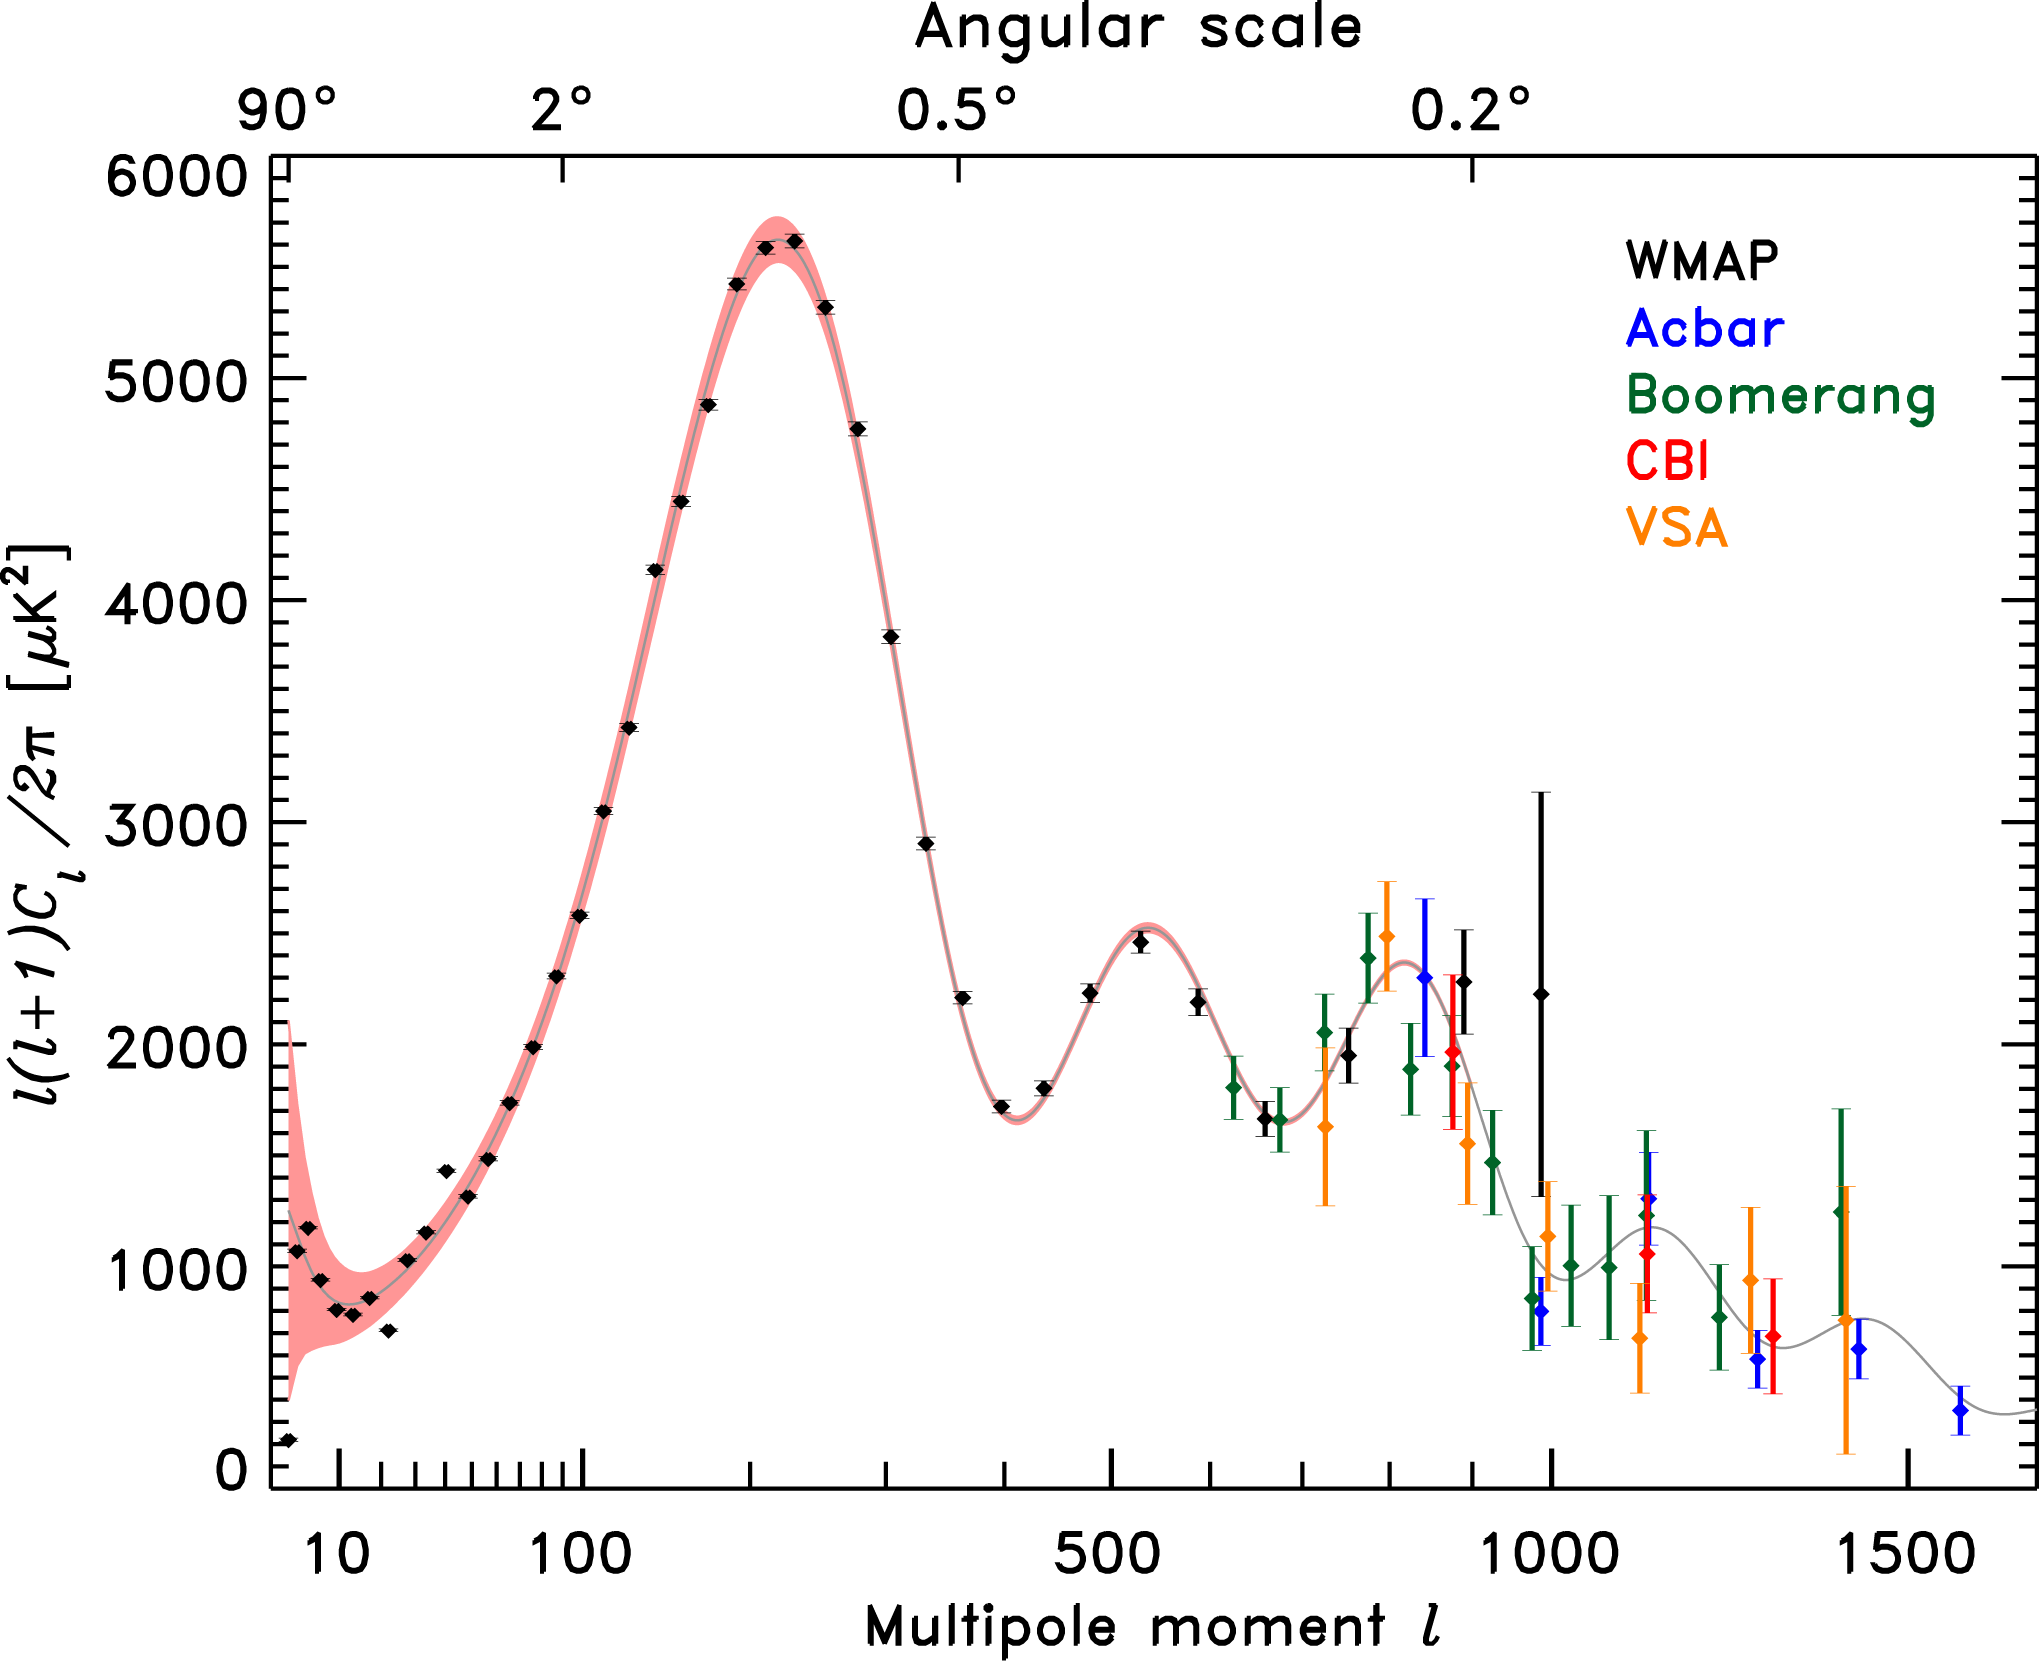 Angular scale
90° 2° 0.5° 0.2°
6000
5000
4000
3000
2000
1000
0
l(l+1)Cl/2π [μK²]
WMAP
Acbar
Boomerang
CBI
VSA
10 100 500 1000 1500
Multipole moment l